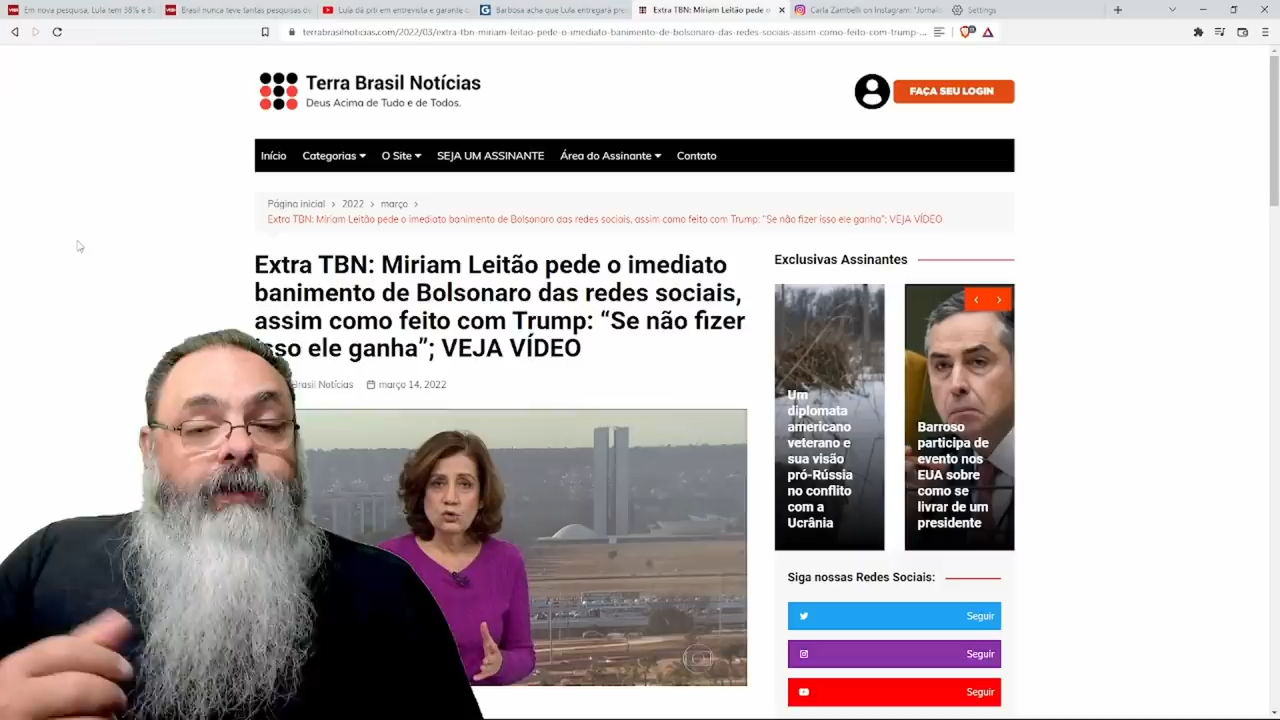 Em nova pesquisa, Lula tem 38% e B
Brasil nunca teve tantas pesquisas de
Lula dá piti em entrevista e garante
Barbosa acha que Lula entregará pre
Extra TBN: Miriam Leitão pede o
Carla Zambelli on Instagram: "Jornali
Settings
terrabrasilnoticias.com/2022/03/extra-tbn-miriam-leitao-pede-o-imediato-banimento-de-bolsonaro-das-redes-sociais-assim-como-feito-com-trump-...
Terra Brasil Notícias
Deus Acima de Tudo e de Todos.
FAÇA SEU LOGIN
Início Categorias O Site SEJA UM ASSINANTE Área do Assinante Contato
Página inicial > 2022 > março >
Extra TBN: Miriam Leitão pede o imediato banimento de Bolsonaro das redes sociais, assim como feito com Trump: "Se não fizer isso ele ganha"; VEJA VÍDEO
Extra TBN: Miriam Leitão pede o imediato
banimento de Bolsonaro das redes sociais,
assim como feito com Trump: “Se não fizer
isso ele ganha”; VEJA VÍDEO
Brasil Notícias março 14, 2022
Exclusivas Assinantes
Um
diplomata
americano
veterano e
sua visão
pró-Rússia
no conflito
com a
Ucrânia
Barroso
participa de
evento nos
EUA sobre
como se
livrar de um
presidente
Siga nossas Redes Sociais:
Seguir
Seguir
Seguir